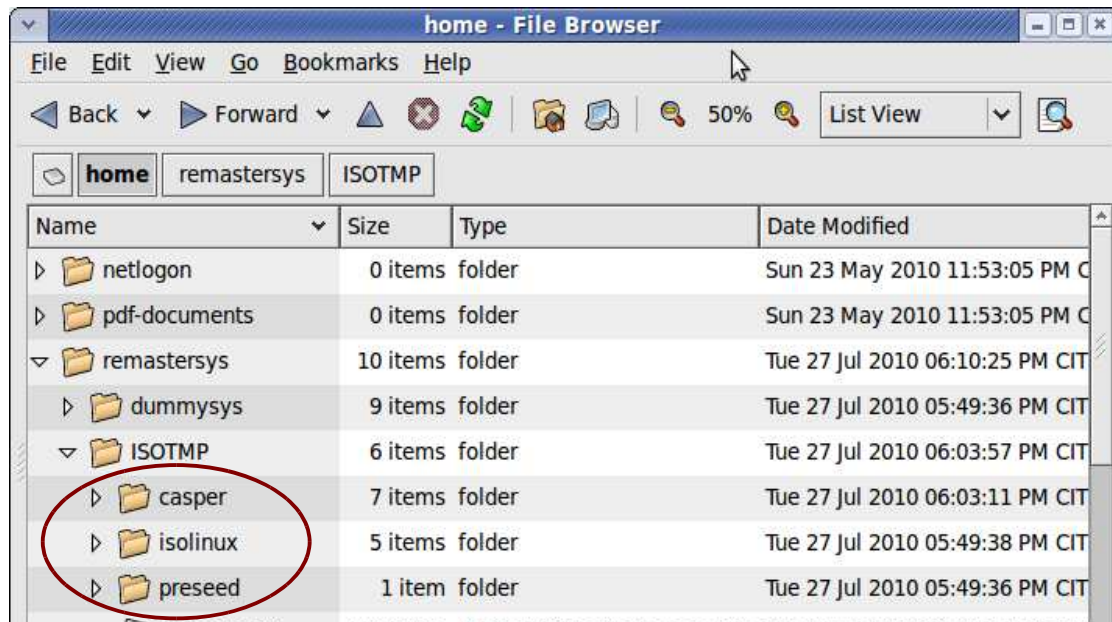 home - File Browser
File Edit View Go Bookmarks Help
Back Forward 50% List View
home remastersys ISOTMP
Name Size Type Date Modified
netlogon 0 items folder Sun 23 May 2010 11:53:05 PM C
pdf-documents 0 items folder Sun 23 May 2010 11:53:05 PM C
remastersys 10 items folder Tue 27 Jul 2010 06:10:25 PM CIT
dummysys 9 items folder Tue 27 Jul 2010 05:49:36 PM CIT
ISOTMP 6 items folder Tue 27 Jul 2010 06:03:57 PM CIT
casper 7 items folder Tue 27 Jul 2010 06:03:11 PM CIT
isolinux 5 items folder Tue 27 Jul 2010 05:49:38 PM CIT
preseed 1 item folder Tue 27 Jul 2010 05:49:36 PM CIT